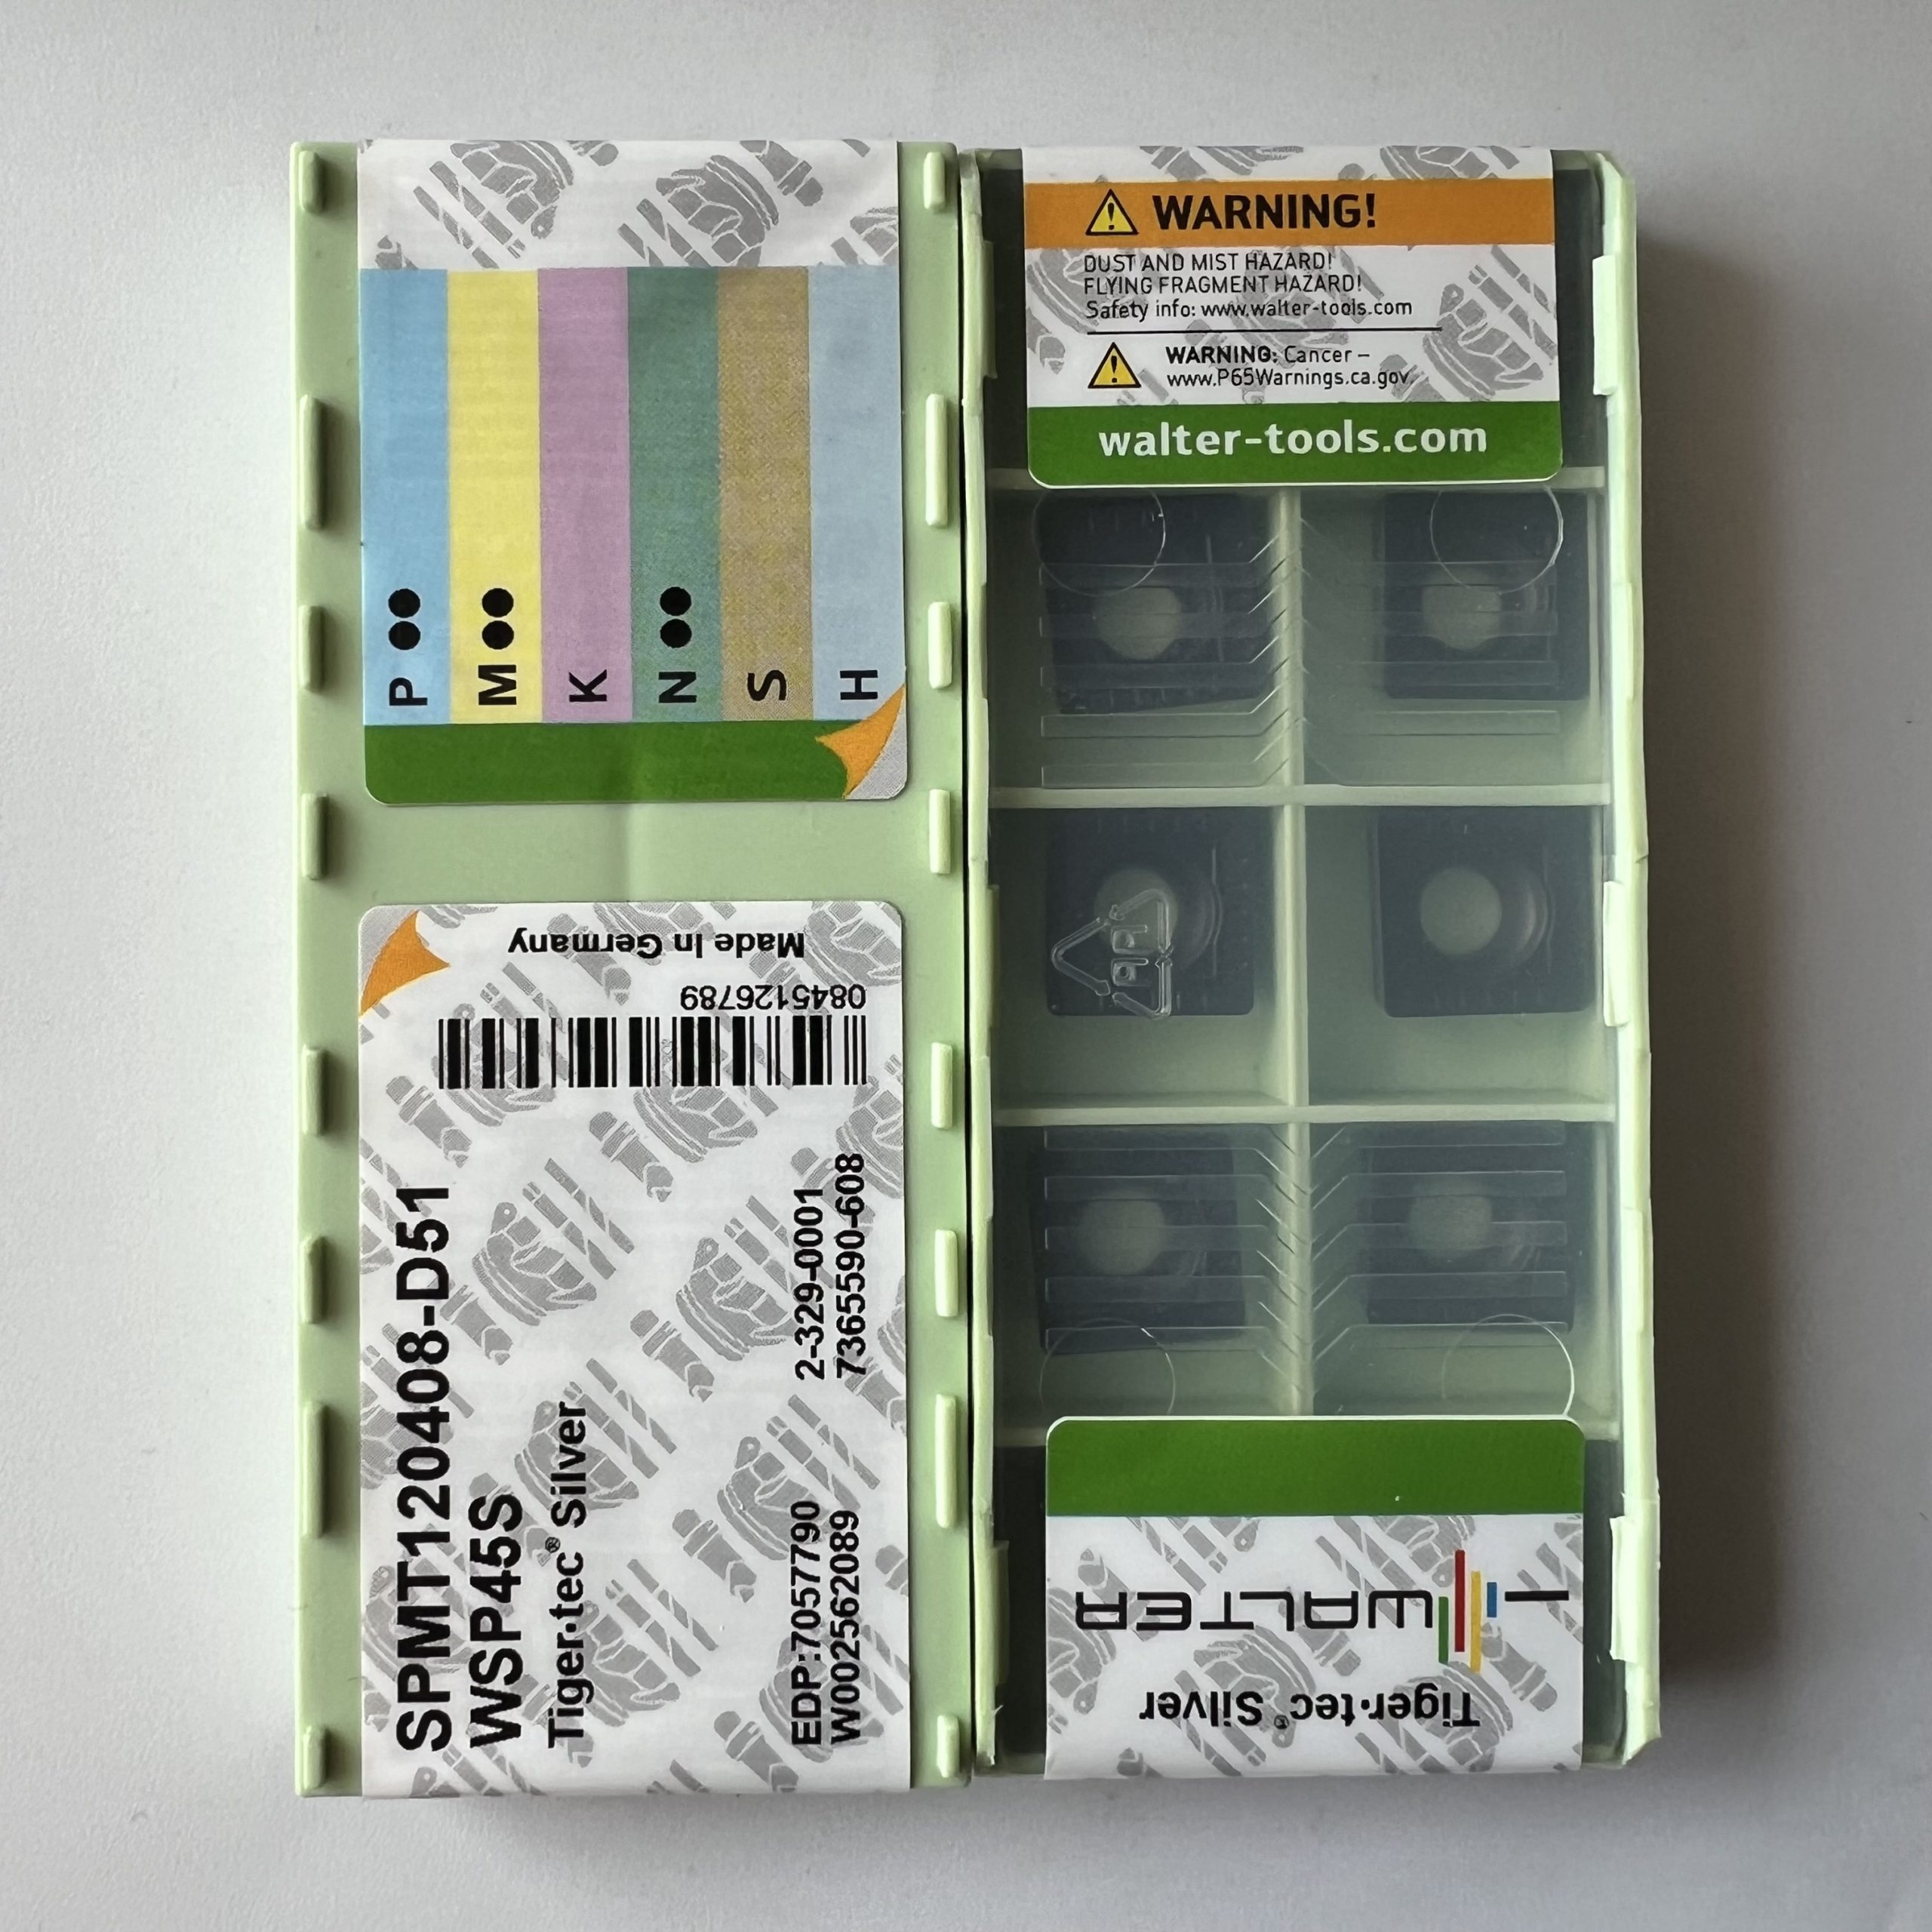 P
M
K
N
S
H
Made In Germany
0845126789
SPMT120408-D51
WSP45S
Tiger·tec® Silver
2-329-0001
7365590-608
EDP:7057790
W002562089
WARNING!
DUST AND MIST HAZARD!
FLYING FRAGMENT HAZARD!
Safety info: www.walter-tools.com
WARNING: Cancer –
www.P65Warnings.ca.gov
walter-tools.com
WALTER
Tiger·tec® Silver